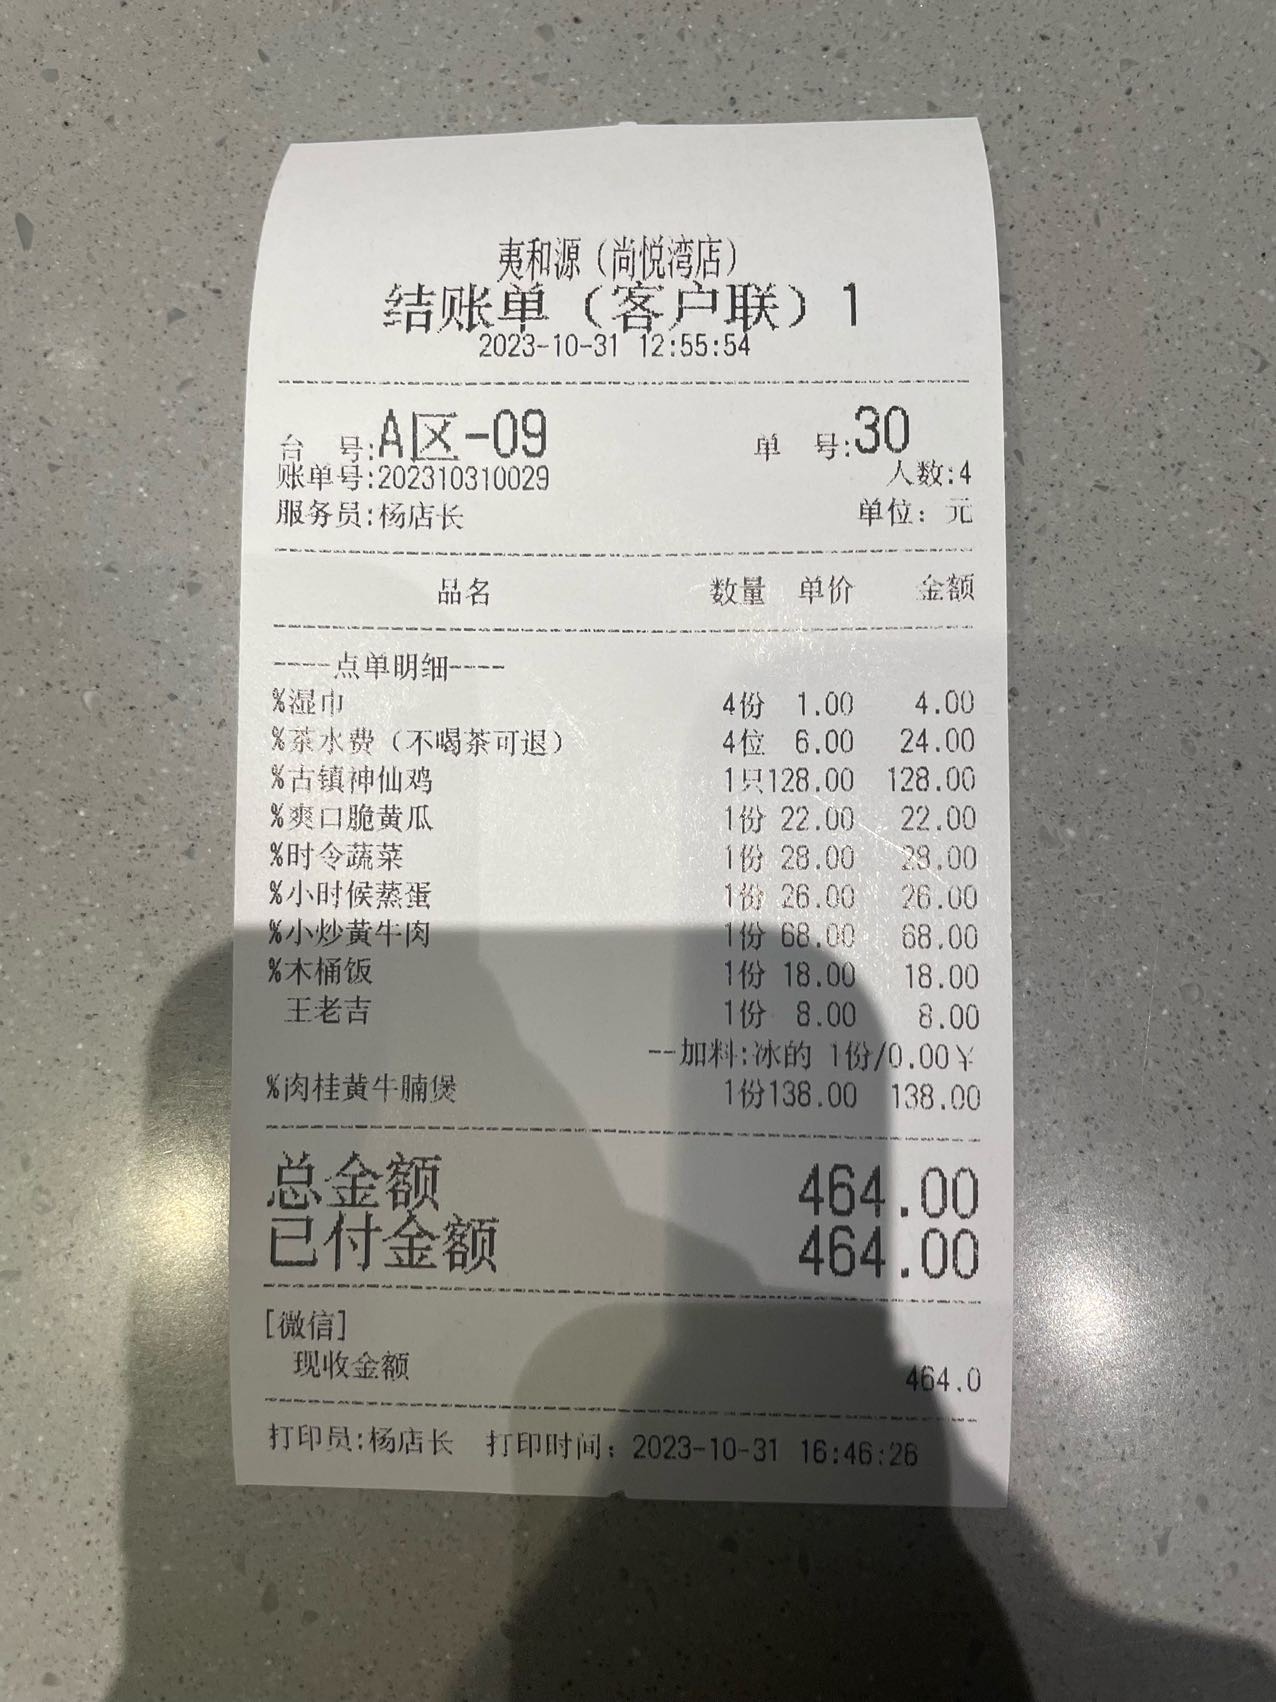 夷和源（尚悦湾店）
结账单（客户联）1
2023-10-31 12:55:54
台 号:A区-09 单 号:30
账单号:202310310029 人数:4
服务员:杨店长 单位: 元
品名 数量 单价 金额
----点单明细----
%湿巾 4份 1.00 4.00
%茶水费（不喝茶可退） 4位 6.00 24.00
%古镇神仙鸡 1只128.00 128.00
%爽口脆黄瓜 1份 22.00 22.00
%时令蔬菜 1份 28.00 28.00
%小时候蒸蛋 1份 26.00 26.00
%小炒黄牛肉 1份 68.00 68.00
%木桶饭 1份 18.00 18.00
王老吉 1份 8.00 8.00
--加料:冰的 1份/0.00￥
%肉桂黄牛腩煲 1份138.00 138.00
总金额 464.00
已付金额 464.00
[微信]
现收金额 464.0
打印员:杨店长 打印时间: 2023-10-31 16:46:26